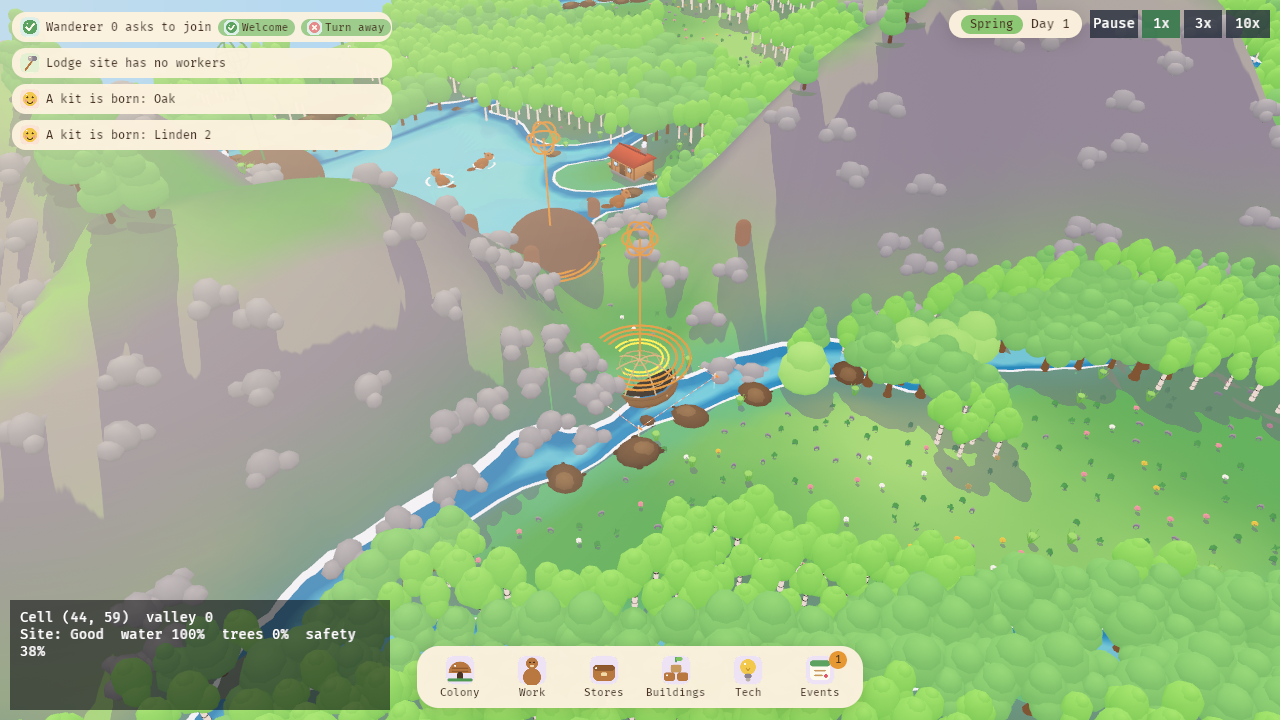 Wanderer 0 asks to join Welcome Turn away
Lodge site has no workers
A kit is born: Oak
A kit is born: Linden 2
Spring Day 1 Pause 1x 3x 10x
Cell (44, 59) valley 0
Site: Good water 100% trees 0% safety
38%
Colony Work Stores Buildings Tech Events 1